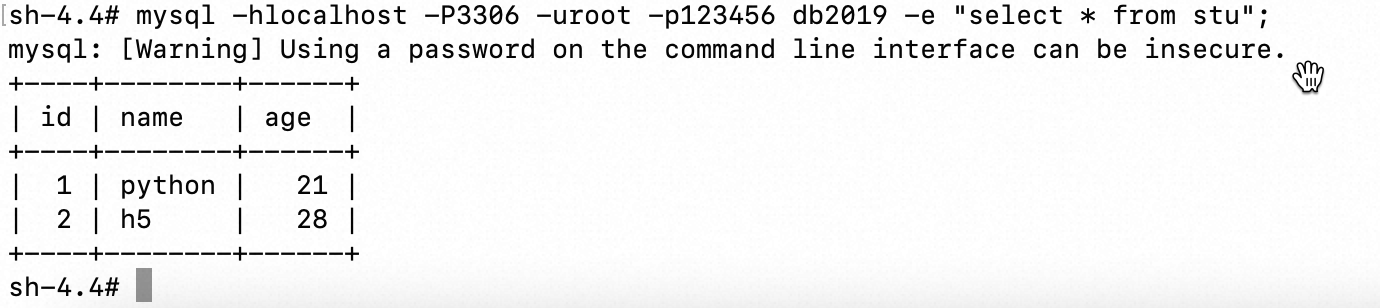 sh-4.4# mysql -hlocalhost -P3306 -uroot -p123456 db2019 -e "select * from stu";
mysql: [Warning] Using a password on the command line interface can be insecure.
+----+--------+------+
| id | name   | age  |
+----+--------+------+
|  1 | python |   21 |
|  2 | h5     |   28 |
+----+--------+------+
sh-4.4#